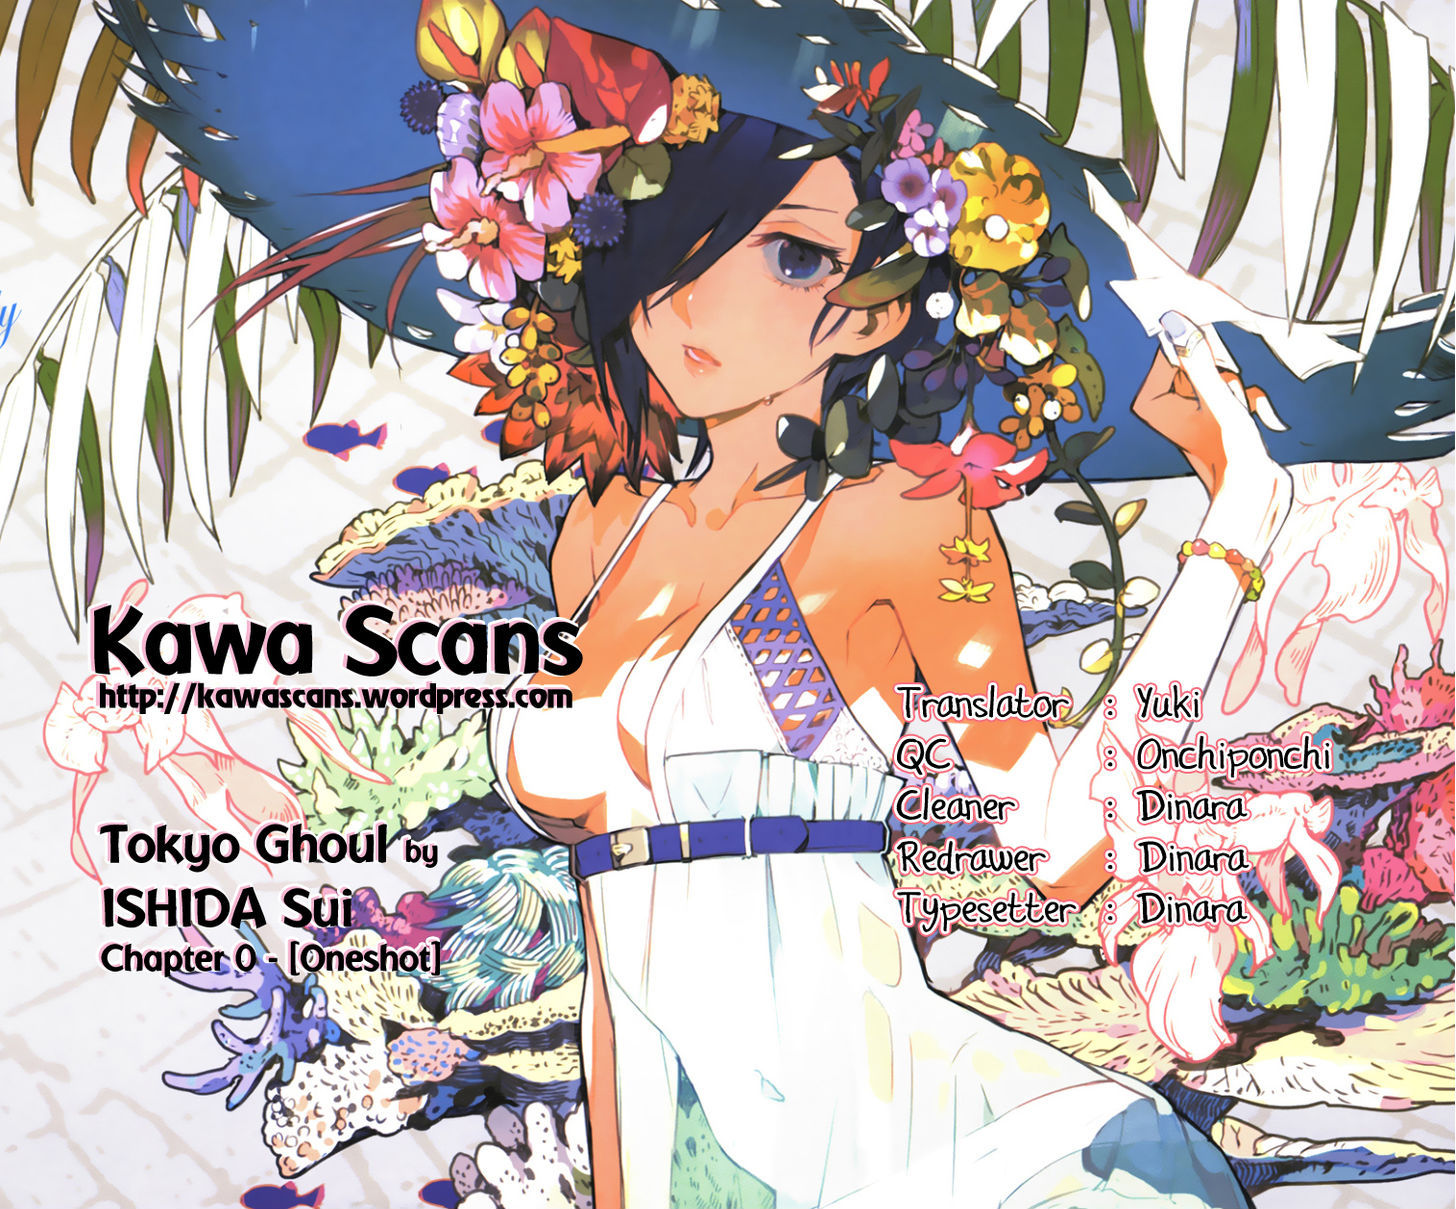 Kawa Scans
http://kawascans.wordpress.com
Tokyo Ghoul by
ISHIDA Sui
Chapter 0 - [Oneshot]
Translator : Yuki
QC : Onchiponchi
Cleaner : Dinara
Redrawer : Dinara
Typesetter : Dinara